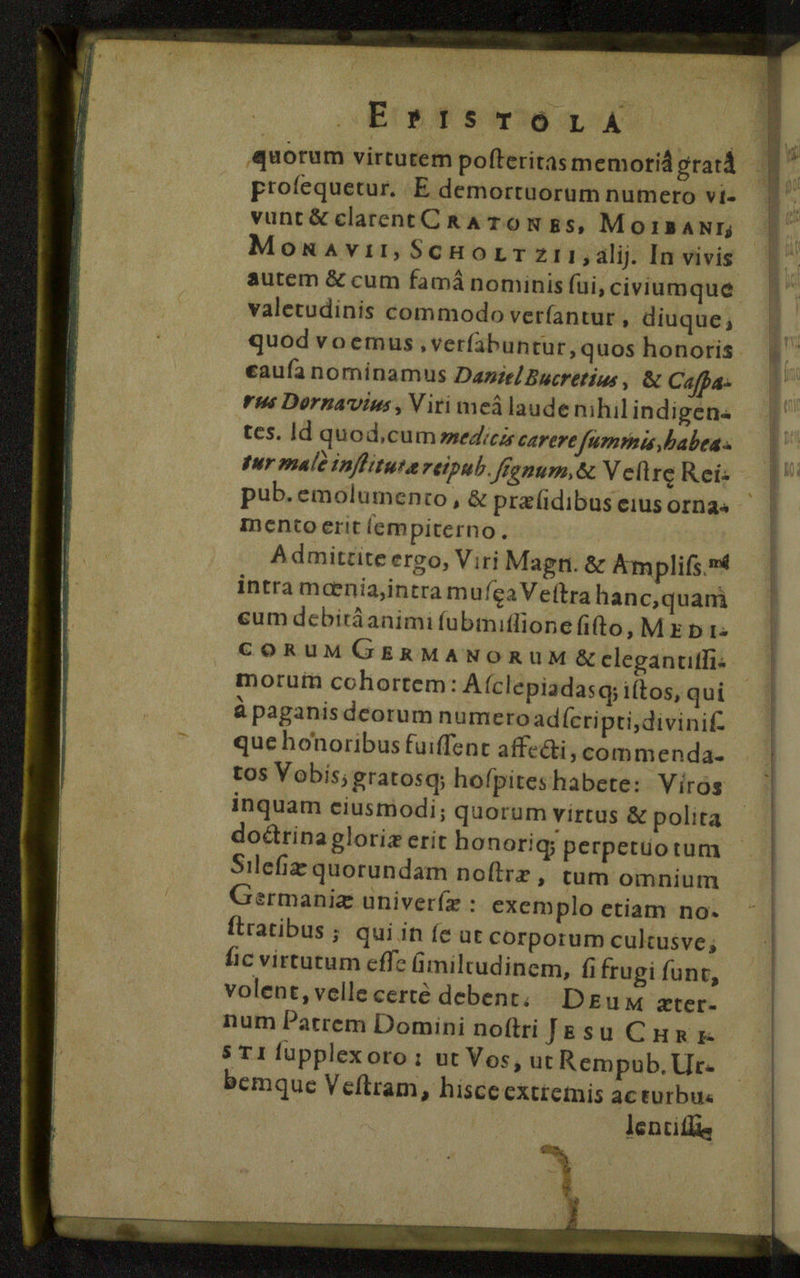 EPISTOLA
quorum virtutem poſteritas memoriâ gratâ
proſequetur. E demortuorum numero vi-
vunt & clarent CRATONES, MOIBANI,
MONAVII, SCHOLTZII, alij. In vivis
autem & cum famâ nominis ſui, civiumque
valetudinis commodo verſantur, diuque,
quod voemus, verſabuntur, quos honoris
cauſa nominamus Daniel Bucretius, & Caſpa-
rus Dornavius, Viri meâ laude nihil indigen-
tes. Id quod, cum medicis carere ſummis, habea-
tur malè inſtitutæ reipub. ſignum, & Veſtrę Rei-
pub. emolumento, & præſidibus eius orna-
mento erit ſempiterno.
Admittite ergo, Viri Magn. & Ampliſs.mi
intra mœnia, intra muſęa Veſtra hanc, quam
cum debitâ animi ſubmiſſione ſiſto, MEDI-
CORUM GERMANORUM & elegantiſſi-
morum cohortem: Aſclepiadasq; iſtos, qui
à paganis deorum numero adſcripti, diviniſ-
que honoribus fuiſſent affecti, commenda-
tos Vobis, gratosq; hoſpites habete: Viros
inquam eiusmodi; quorum virtus & polita
doctrina gloriæ erit honoriq; perpetuo tum
Sileſiæ quorundam noſtræ, tum omnium
Germaniæ univerſæ: exemplo etiam no-
ſtratibus; qui in ſe ut corporum cultusve,
ſic virtutum eſſe ſimilitudinem, ſi frugi ſunt,
volent, velle certè debent. DEUM æter-
num Patrem Domini noſtri JESU CHRI-
STI ſupplex oro: ut Vos, ut Rempub. Ur-
bemque Veſtram, hisce extremis ac turbu-
lentiſſi-